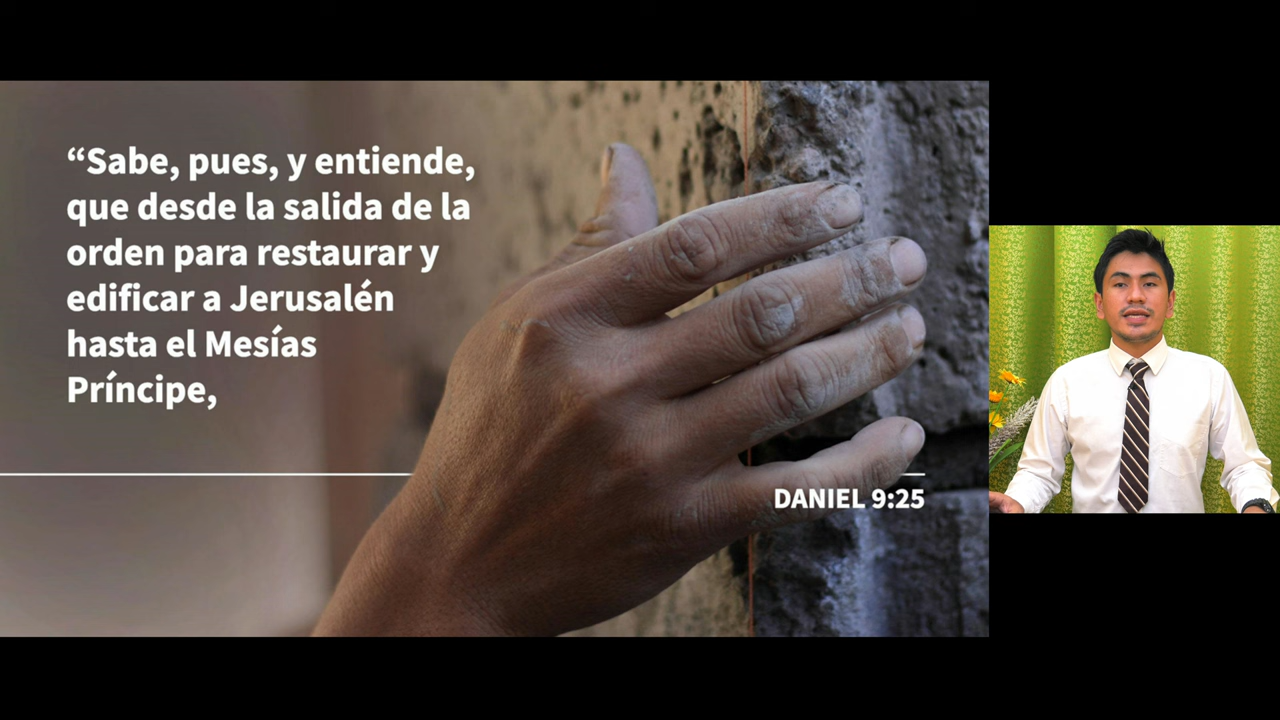 “Sabe, pues, y entiende,
que desde la salida de la
orden para restaurar y
edificar a Jerusalén
hasta el Mesías
Príncipe,
DANIEL 9:25